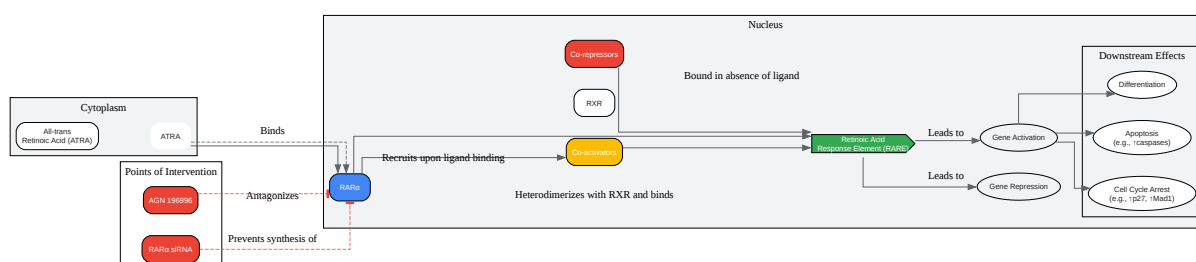 Nucleus
Co-repressors
Bound in absence of ligand
Downstream Effects
Differentiation
Cytoplasm
All-trans
Retinoic Acid (ATRA)
ATRA
Binds
RXR
Retinoic Acid
Response Element (RARE)
Leads to
Gene Activation
Apoptosis
(e.g., ↑caspases)
Recruits upon ligand binding
Co-activators
Points of Intervention
AGN 196996
Antagonizes
RARα
Heterodimerizes with RXR and binds
Leads to
Gene Repression
Cell Cycle Arrest
(e.g., ↑p27, ↑Mad1)
RARα siRNA
Prevents synthesis of